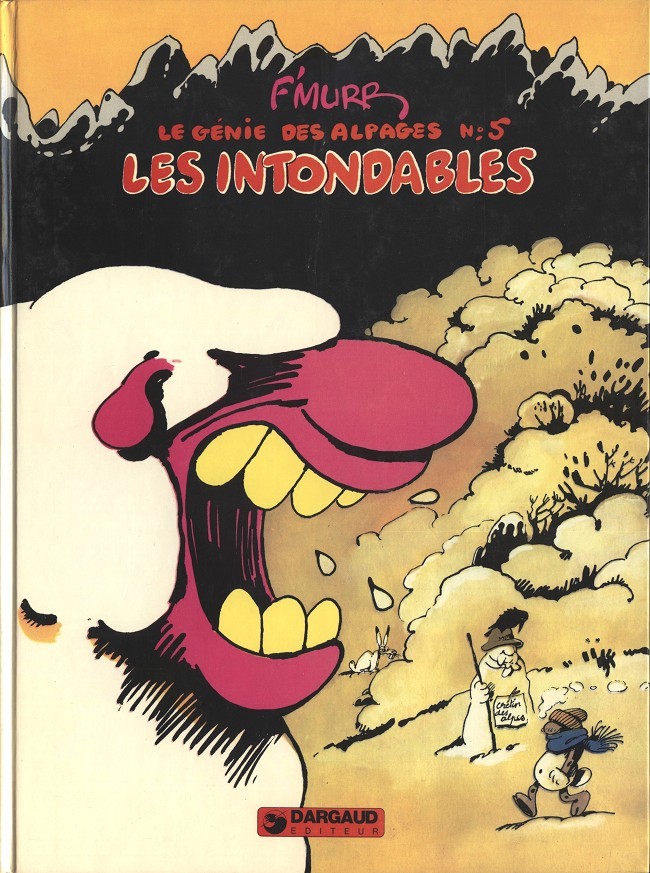 F'MURR
LE GÉNIE DES ALPAGES N:5
LES INTONDABLES
crétin
des
alpes
DARGAUD
EDITEUR